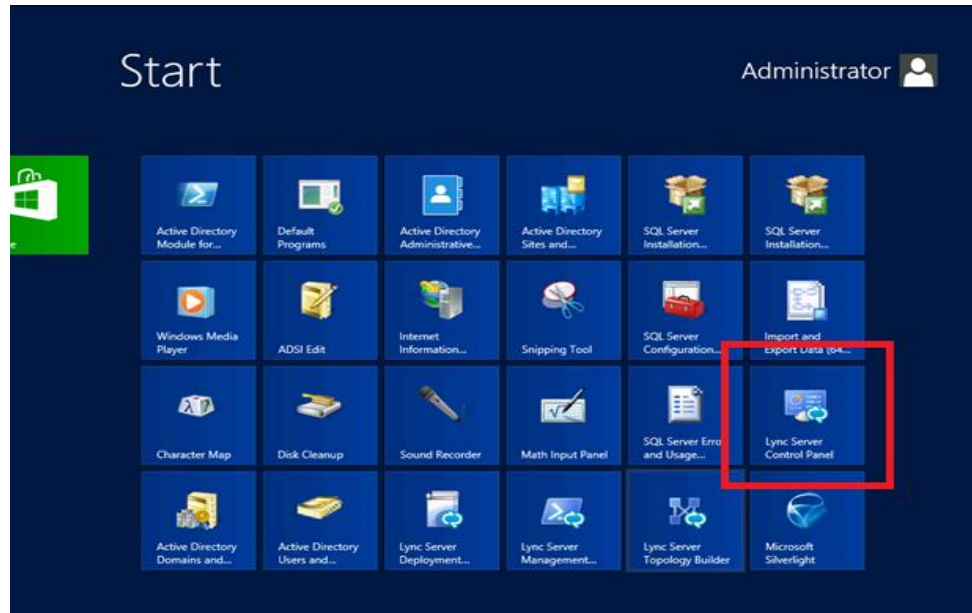 Start
Administrator
Active Directory
Module for...
Default
Programs
Active Directory
Administrative...
Active Directory
Sites and...
SQL Server
Installation...
SQL Server
Installation...
Windows Media
Player
ADSI Edit
Internet
Information...
Snipping Tool
SQL Server
Configuration...
Import and
Export Data (64...
Character Map
Disk Cleanup
Sound Recorder
Math Input Panel
SQL Server Erro
and Usage...
Lync Server
Control Panel
Active Directory
Domains and...
Active Directory
Users and...
Lync Server
Deployment...
Lync Server
Management...
Lync Server
Topology Builder
Microsoft
Silverlight